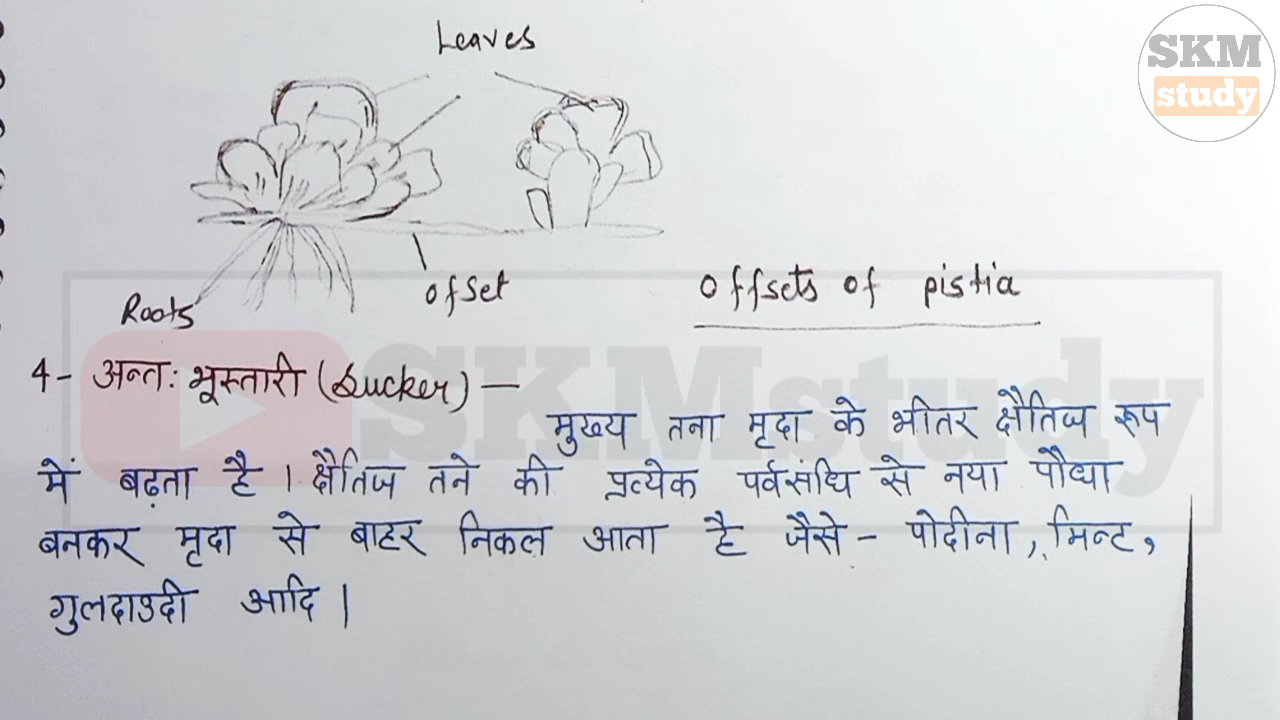 Leaves
SKM
study
ofset
Offsets of pistia
Roots
SKMstudy
4- अन्त: भूस्तारी (Sucker) —
मुख्य तना मृदा के भीतर क्षैतिज रूप
में बढ़ता है । क्षैतिज तने की प्रत्येक पर्वसंधि से नया पौधा
बनकर मृदा से बाहर निकल आता है जैसे - पोदीना, मिन्ट,
गुलदाउदी आदि |